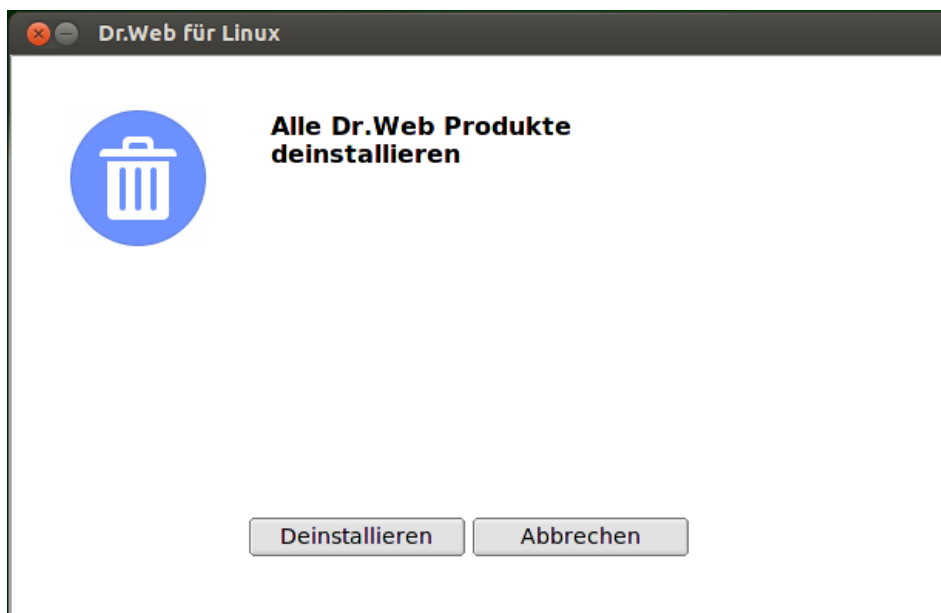 Dr.Web für Linux
Alle Dr.Web Produkte
deinstallieren
Deinstallieren Abbrechen